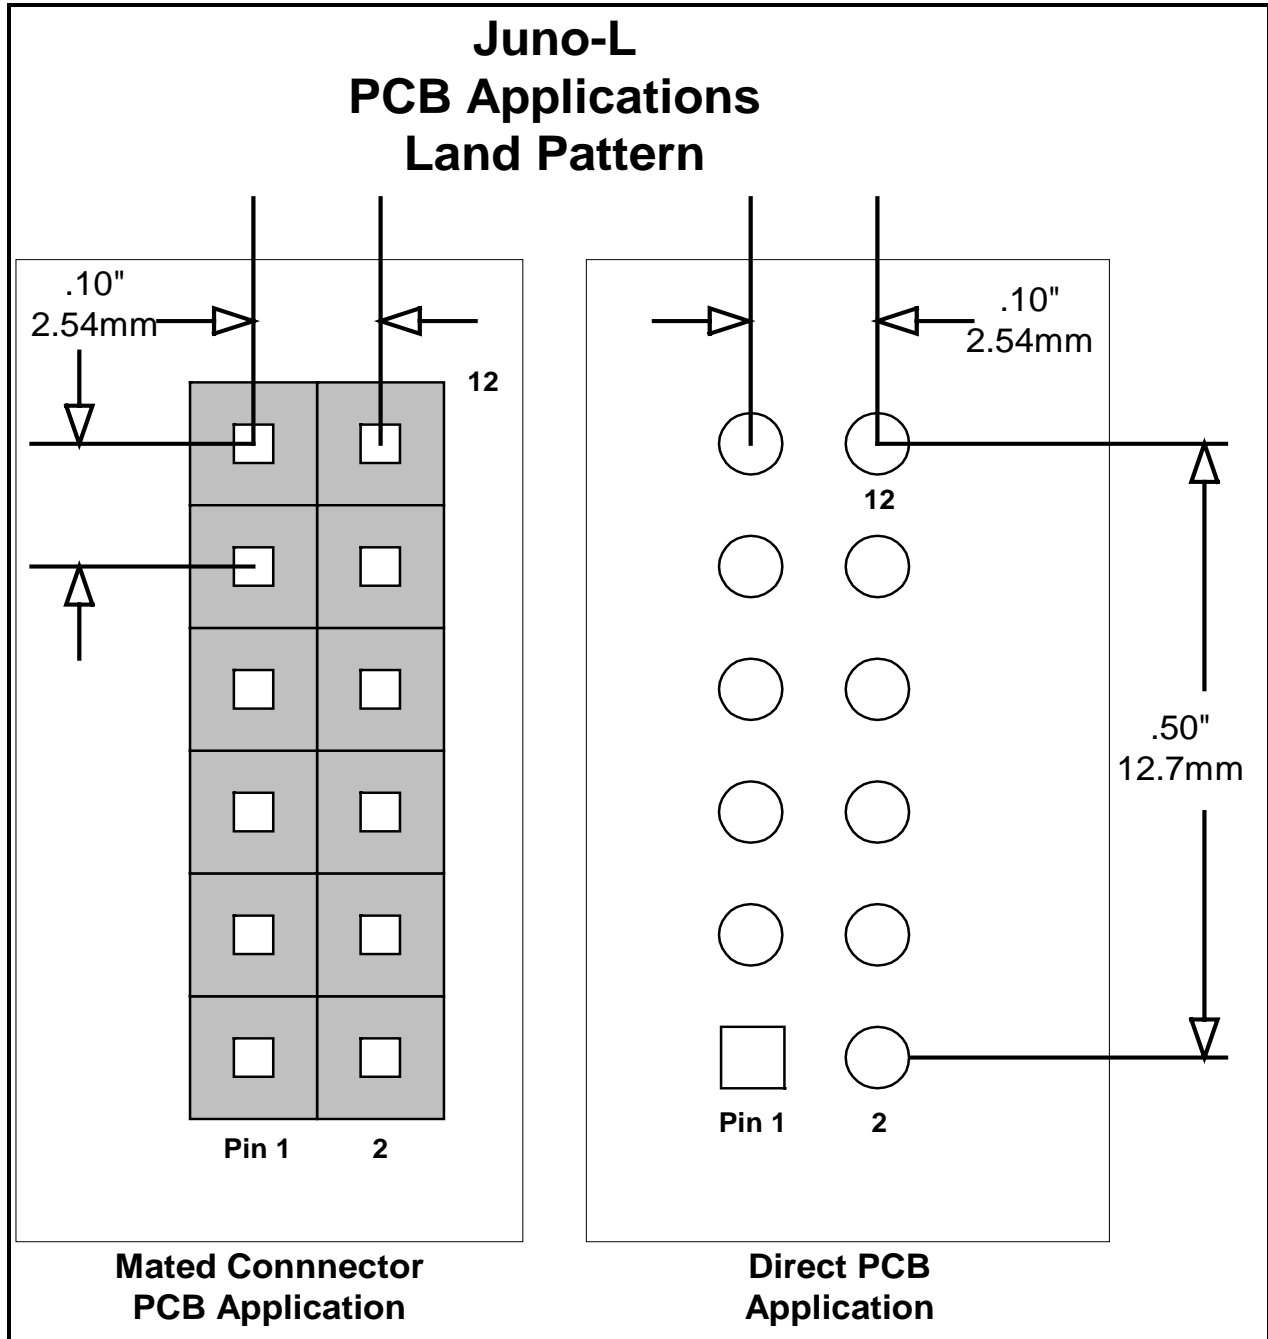 Juno-L
PCB Applications
Land Pattern
.10"
2.54mm
12
Pin 1
2
Mated Connnector
PCB Application
.10"
2.54mm
12
.50"
12.7mm
Pin 1
2
Direct PCB
Application